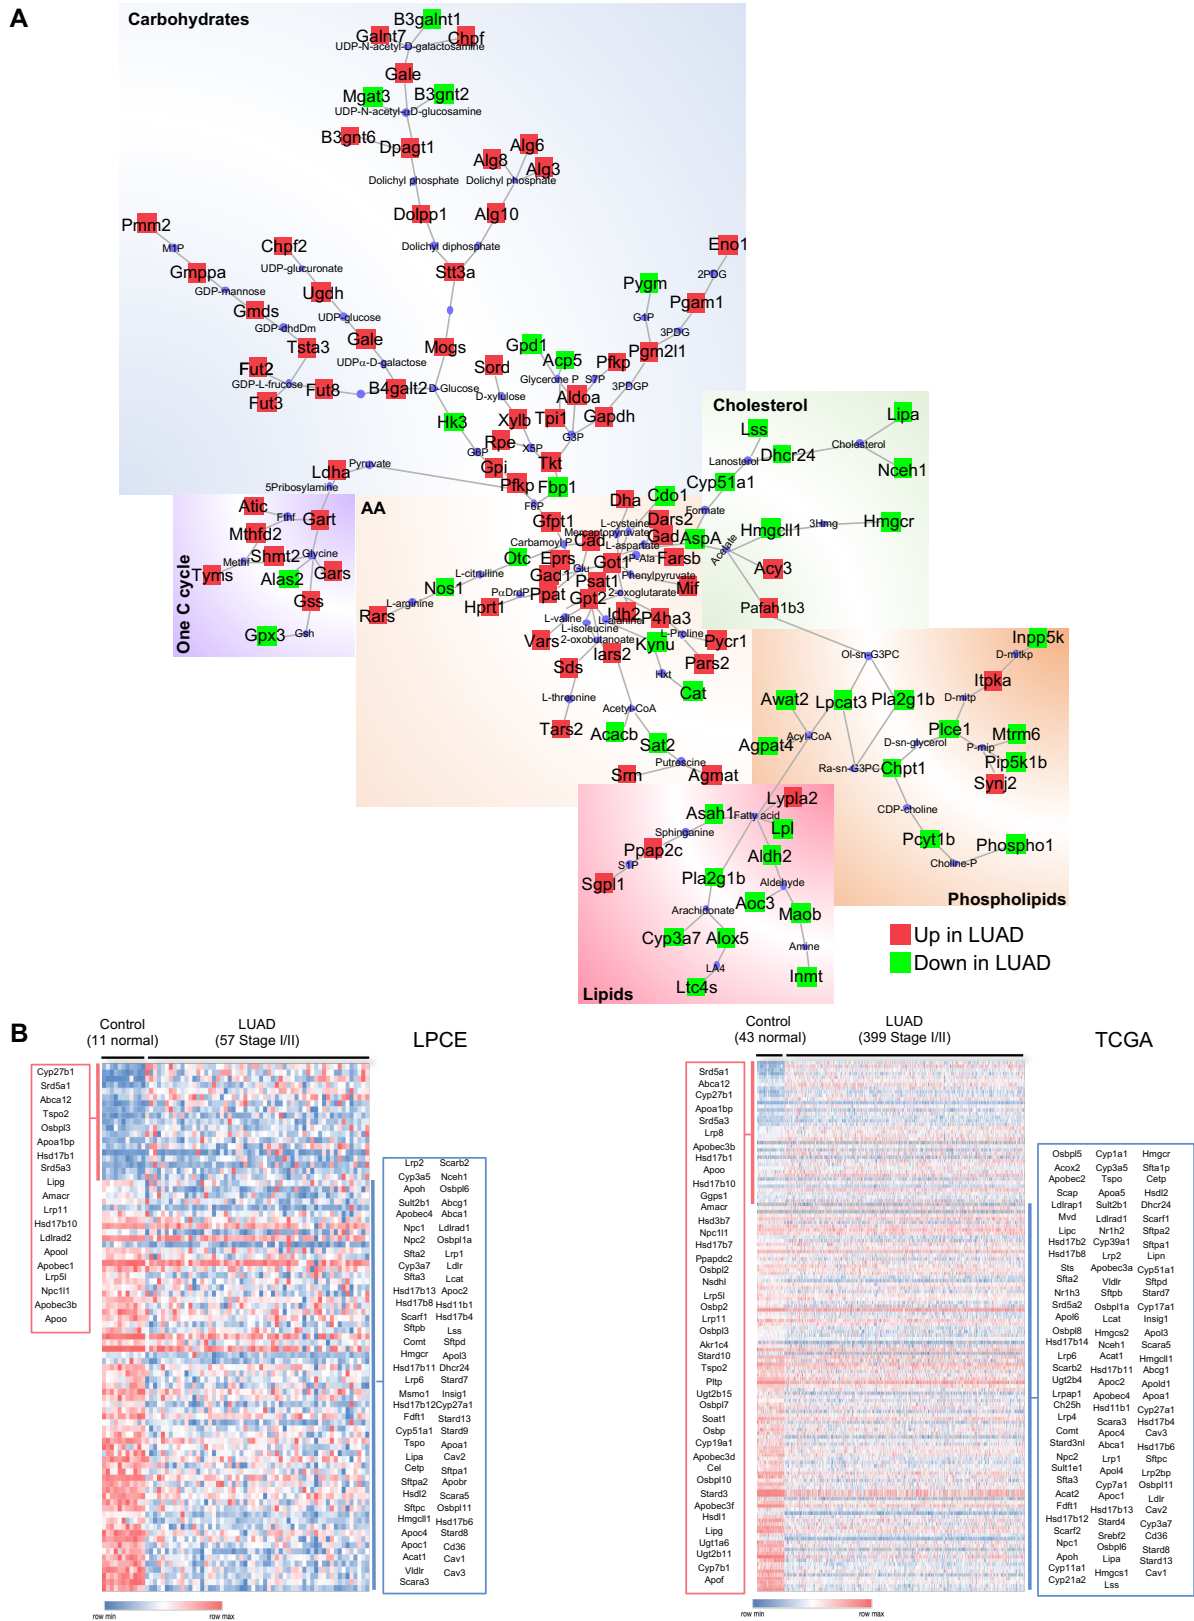 A
Carbohydrates
B3galnt1
Galnt7
Chpf
UDP-N-acetyl-D-galactosamine
Gale
Mgat3
B3gnt2
UDP-N-acetyl-αD-glucosamine
B3gnt6
Dpagt1
Alg6
Alg8
Alg3
Dolichyl phosphate
Dolichyl phosphate
Dolpp1
Alg10
Pmm2
Dolichyl diphosphate
M1P
Chpf2
Eno1
Gmppa
UDP-glucuronate
Stt3a
2PDG
GDP-mannose
Ugdh
Pygm
Pgam1
Gmds
UDP-glucose
G1P
3PDG
GDP-dhdDm
Tsta3
Gale
Mogs
Gpd1
Acp5
Pfkp
Pgm2l1
Fut2
UDPα-D-galactose
Sord
Glycerone P
S7P
3PDGP
GDP-L-frucose
Fut8
B4galt2
D-Glucose
D-xylulose
Aldoa
Fut3
Hk3
Xylb
Tpi1
Gapdh
Rpe
X5P
G3P
G6P
Gpi
Tkt
Ldha
Pyruvate
Pfkp
Fbp1
F6P
Cholesterol
Lss
Lipa
Dhcr24
Cholesterol
Lanosterol
Nceh1
Cyp51a1
Formate
Hmgcll1
3Hmg
Hmgcr
Acetate
Acy3
Pafah1b3
5Pribosylamine
Atic
Fthf
Gart
Mthfd2
Methf
Shmt2
Glycine
Tyms
Alas2
Gars
Gss
Gpx3
Gsh
One C cycle
AA
Dha
Cdo1
Gfpt1
L-cysteine
Dars2
Mercaptopyruvate
Carbamoyl P
Cad
Gad
AspA
L-aspartate
Otc
Eprs
P-Ala
Farsb
Got1
L-citrulline
Glu
Gad1
Phenylpyruvate
Nos1
Psat1
Mif
PαDrdP
Ppat
2-oxoglutarate
L-arginine
Hprt1
Gpt2
Rars
Idh2
P4ha3
L-valine
L-alaninel
L-isoleucine
L-Proline
Vars
2-oxobutanoate
Kynu
Pycr1
Iars2
Sds
Pars2
Hxt
L-threonine
Cat
Acetyl-CoA
Tars2
Acacb
Sat2
Putrescine
Srm
Agmat
Inpp5k
Ol-sn-G3PC
D-mitkp
Itpka
Awat2
Lpcat3
Pla2g1b
D-mitp
Plce1
Mtrm6
Acyl-CoA
D-sn-glycerol
P-mip
Agpat4
Pip5k1b
Ra-sn-G3PC
Chpt1
Synj2
CDP-choline
Pcyt1b
Phospho1
Choline-P
Phospholipids
Lypla2
Asah1
Fatty acid
Sphinganine
Lpl
Ppap2c
Aldh2
S1P
Sgpl1
Pla2g1b
Aldehyde
Aoc3
Arachidonate
Maob
Cyp3a7
Alox5
Amine
LA4
Inmt
Ltc4s
Lipids
Up in LUAD
Down in LUAD
B
Control
(11 normal)
LUAD
(57 Stage I/II)
LPCE
Cyp27b1
Srd5a1
Abca12
Tspo2
Osbpl3
Apoa1bp
Hsd17b1
Srd5a3
Lipg
Amacr
Lrp11
Hsd17b10
Ldlrad2
Apool
Apobec1
Lrp5l
Npc1l1
Apobec3b
Apoo
Lrp2 Scarb2
Cyp3a5 Nceh1
Apoh Osbpl6
Sult2b1 Abcg1
Apobec4 Abca1
Npc1 Ldlrad1
Npc2 Osbpl1a
Sfta2 Lrp1
Cyp3a7 Ldlr
Sfta3 Lcat
Hsd17b13 Apoc2
Hsd17b8 Hsd11b1
Scarf1 Hsd17b4
Sftpb Lss
Comt Sftpd
Hmgcr Apol3
Hsd17b11 Dhcr24
Lrp6 Stard7
Msmo1 Insig1
Hsd17b12 Cyp27a1
Fdft1 Stard13
Cyp51a1 Stard9
Tspo Apoa1
Lipa Cav2
Cetp Sftpa1
Sftpa2 Apobr
Hsdl2 Scara5
Sftpc Osbpl11
Hmgcll1 Hsd17b6
Apoc4 Stard8
Apoc1 Cd36
Acat1 Cav1
Vldlr Cav3
Scara3
row min row max
Control
(43 normal)
LUAD
(399 Stage I/II)
TCGA
Srd5a1
Abca12
Cyp27b1
Apoa1bp
Srd5a3
Lrp8
Apobec3b
Hsd17b1
Apoo
Hsd17b10
Ggps1
Amacr
Hsd3b7
Npc1l1
Hsd17b7
Ppapdc2
Osbpl2
Nsdhl
Lrp5l
Osbp2
Lrp11
Osbpl3
Akr1c4
Stard10
Tspo2
Pltp
Ugt2b15
Osbpl7
Soat1
Osbp
Cyp19a1
Apobec3d
Cel
Osbpl10
Stard3
Apobec3f
Hsdl1
Lipg
Ugt1a6
Ugt2b11
Cyp7b1
Apof
Osbpl5 Cyp1a1 Hmgcr
Acox2 Cyp3a5 Sfta1p
Apobec2 Tspo Cetp
Scap Apoa5 Hsdl2
Ldlrap1 Sult2b1 Dhcr24
Mvd Ldlrad1 Scarf1
Lipc Nr1h2 Sftpa2
Hsd17b2 Cyp39a1 Sftpa1
Hsd17b8 Lrp2 Lipn
Sts Apobec3a Cyp51a1
Sfta2 Vldlr Sftpd
Nr1h3 Sftpb Stard7
Srd5a2 Osbpl1a Cyp17a1
Apol6 Lcat Insig1
Osbpl8 Hmgcs2 Apol3
Hsd17b14 Nceh1 Scara5
Lrp6 Acat1 Hmgcll1
Scarb2 Hsd17b11 Abcg1
Ugt2b4 Apoc2 Apold1
Lrpap1 Apobec4 Apoa1
Ch25h Hsd11b1 Cyp27a1
Lrp4 Scara3 Hsd17b4
Comt Apoc4 Cav3
Stard3nl Abca1 Hsd17b6
Npc2 Lrp1 Sftpc
Sult1e1 Apol4 Lrp2bp
Sfta3 Cyp7a1 Osbpl11
Acat2 Apoc1 Ldlr
Fdft1 Hsd17b13 Cav2
Hsd17b12 Stard4 Cyp3a7
Scarf2 Srebf2 Cd36
Npc1 Osbpl6 Stard8
Apoh Lipa Stard13
Cyp11a1 Hmgcs1 Cav1
Cyp21a2 Lss
row min row max